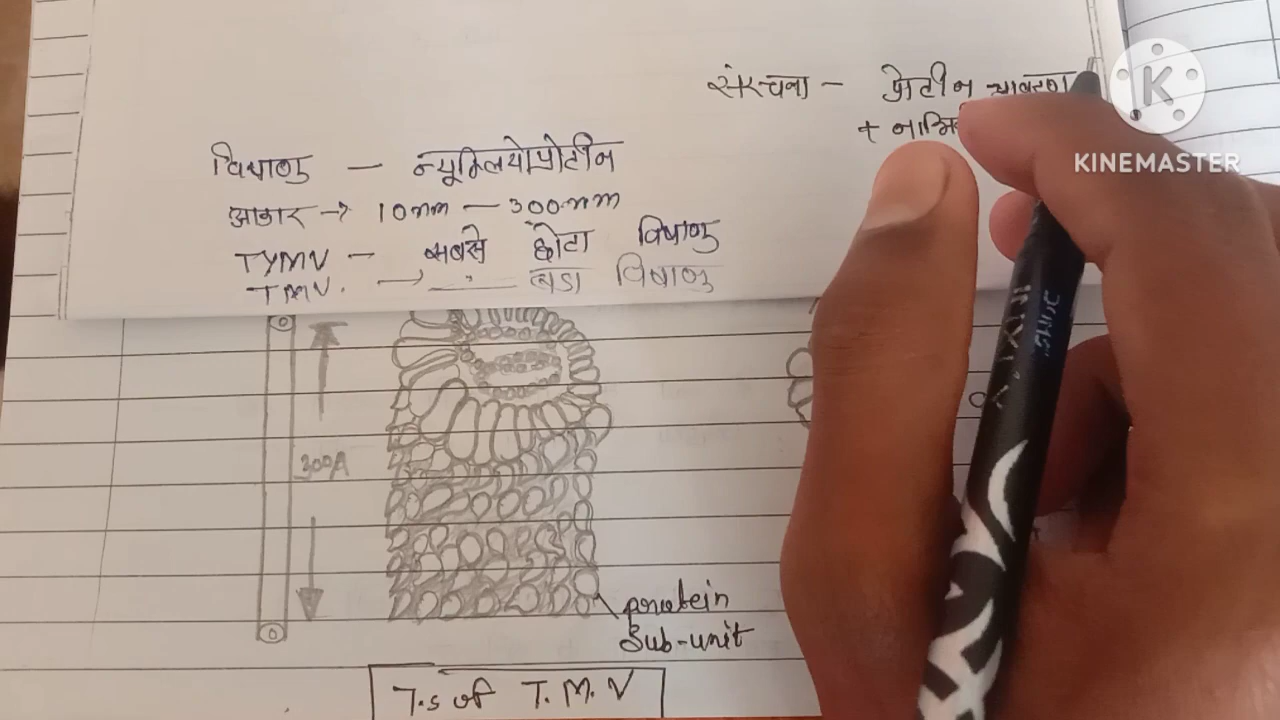 संरचना - प्रोटीन आवरण
+ नाभि
विषाणु - न्यूक्लियोप्रोटीन
आकार → 10nm - 300nm
TYMV - सबसे छोटा विषाणु
TMV. → बडा विषाणु
300A
protein
Sub-unit
T.S of T.M.V
KINEMASTER